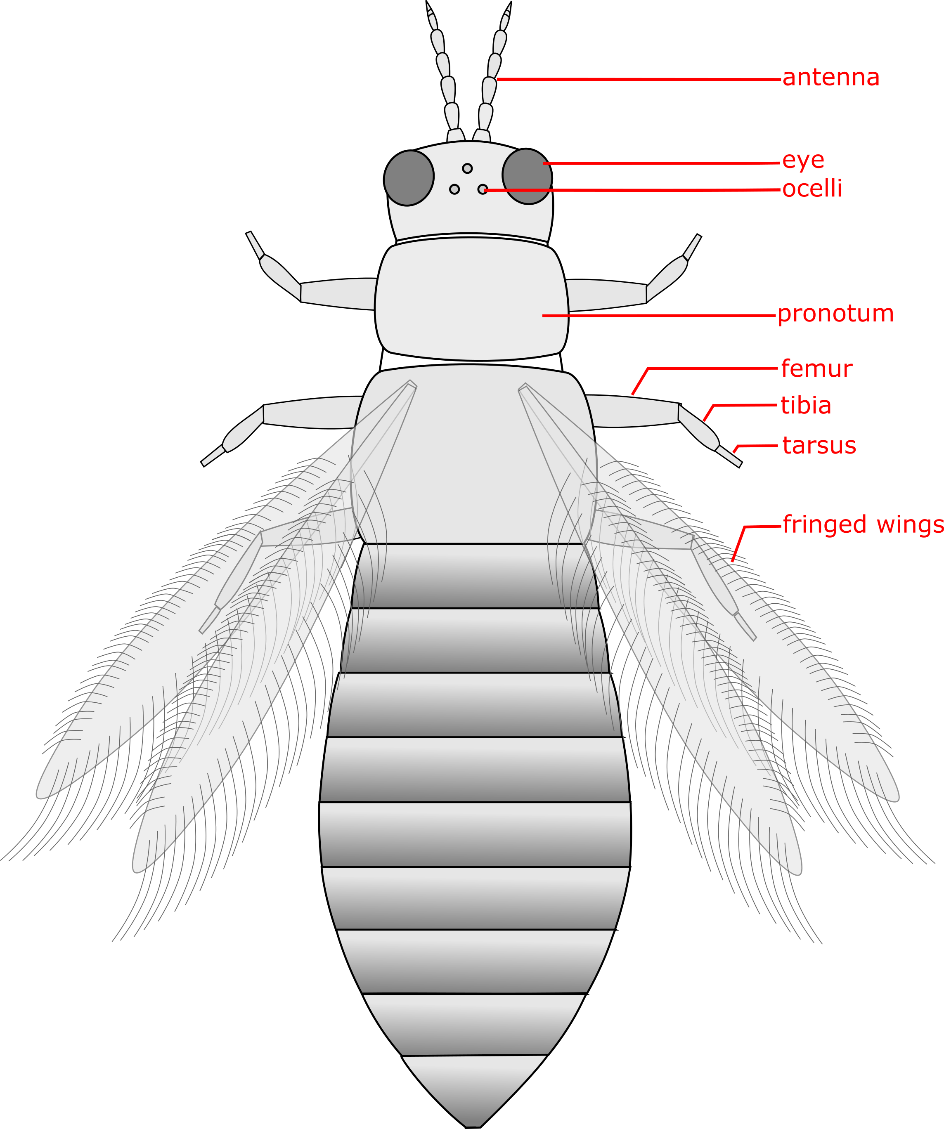 antenna
eye
ocelli
pronotum
femur
tibia
tarsus
fringed wings